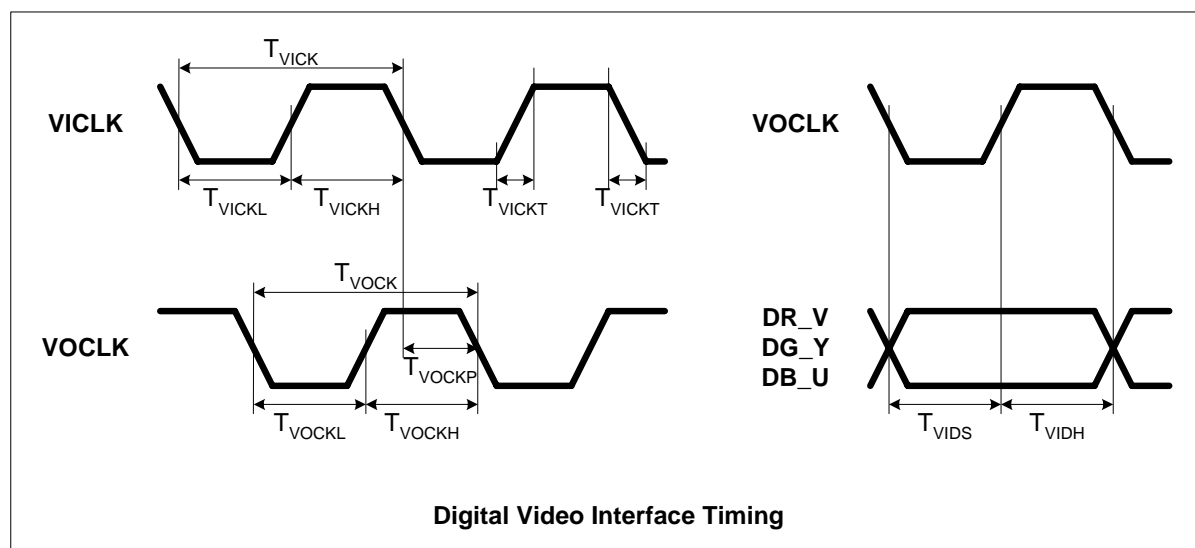 T_VICK
VICLK
T_VICKL T_VICKH T_VICKT T_VICKT
T_VOCK
VOCLK
T_VOCKP
T_VOCKL T_VOCKH
VOCLK
DR_V
DG_Y
DB_U
T_VIDS T_VIDH
Digital Video Interface Timing